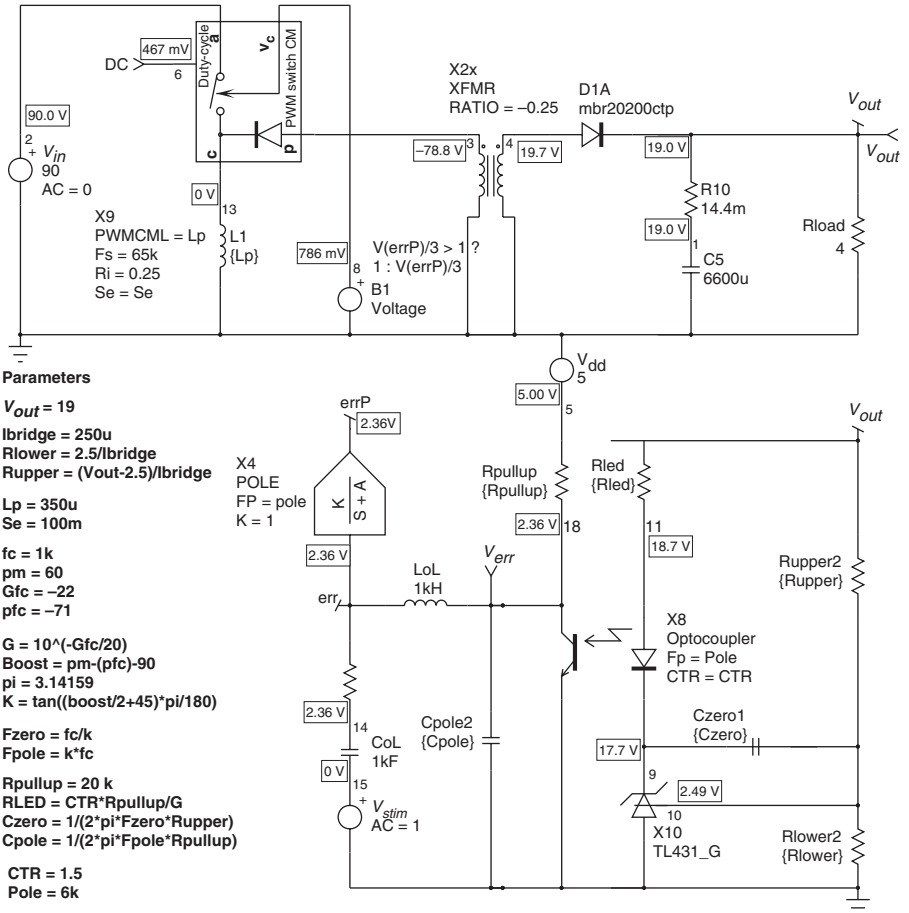 467 mV
DC
6
Duty-cycle
a
v_c
PWM switch CM
c
p
90.0 V
2
+
V_in
90
AC = 0
0 V
13
X9
PWMCML = Lp
Fs = 65k
Ri = 0.25
Se = Se
L1
{Lp}
786 mV
8
+
V(errP)/3 > 1 ?
1 : V(errP)/3
B1
Voltage
X2x
XFMR
RATIO = –0.25
–78.8 V
3
4
19.7 V
D1A
mbr20200ctp
19.0 V
V_out
V_out
R10
14.4m
19.0 V
1
C5
6600u
Rload
4
Parameters
V_out = 19
Ibridge = 250u
Rlower = 2.5/Ibridge
Rupper = (Vout-2.5)/Ibridge
Lp = 350u
Se = 100m
fc = 1k
pm = 60
Gfc = –22
pfc = –71
G = 10^(-Gfc/20)
Boost = pm-(pfc)-90
pi = 3.14159
K = tan((boost/2+45)*pi/180)
Fzero = fc/k
Fpole = k*fc
Rpullup = 20 k
RLED = CTR*Rpullup/G
Czero = 1/(2*pi*Fzero*Rupper)
Cpole = 1/(2*pi*Fpole*Rpullup)
CTR = 1.5
Pole = 6k
errP
2.36V
X4
POLE
FP = pole
K = 1
K
S + A
2.36 V
err
LoL
1kH
V_err
2.36 V
14
CoL
1kF
0 V
15
+
V_stim
AC = 1
V_dd
5
5.00 V
5
Rpullup
{Rpullup}
2.36 V
18
Cpole2
{Cpole}
Rled
{Rled}
11
18.7 V
V_out
Rupper2
{Rupper}
X8
Optocoupler
Fp = Pole
CTR = CTR
Czero1
{Czero}
17.7 V
9
2.49 V
10
X10
TL431_G
Rlower2
{Rlower}